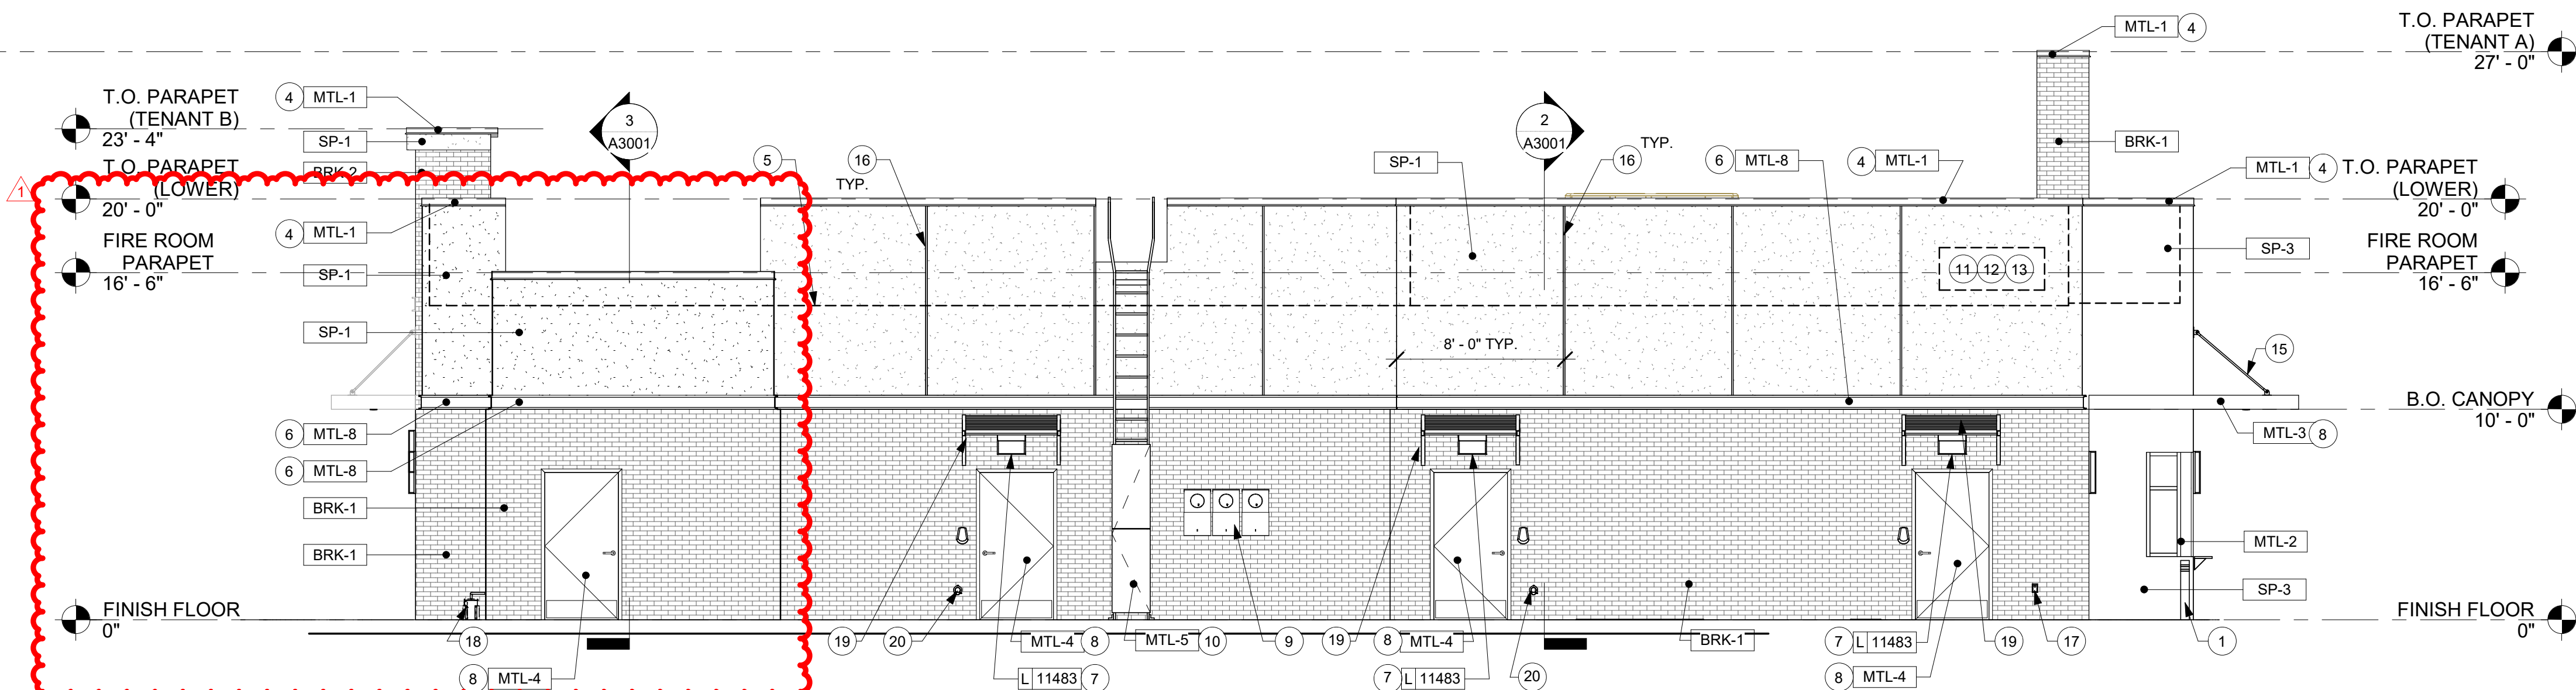 MTL-1 4
T.O. PARAPET
(TENANT A)
27' - 0"
T.O. PARAPET
(TENANT B)
23' - 4"
4 MTL-1
SP-1
BRK-2
3
A3001
2
A3001
BRK-1
1
T.O. PARAPET
(LOWER)
20' - 0"
5
16
TYP.
SP-1
16
TYP.
6 MTL-8
4 MTL-1
MTL-1 4
T.O. PARAPET
(LOWER)
20' - 0"
4 MTL-1
FIRE ROOM
PARAPET
16' - 6"
SP-1
SP-1
11 12 13
SP-3
FIRE ROOM
PARAPET
16' - 6"
8' - 0" TYP.
15
B.O. CANOPY
10' - 0"
6 MTL-8
MTL-3 8
6 MTL-8
BRK-1
BRK-1
MTL-2
SP-3
FINISH FLOOR
0"
FINISH FLOOR
0"
18
19
20
MTL-4 8
MTL-5 10
9
19
8 MTL-4
BRK-1
7 L 11483
19
17
1
8 MTL-4
L 11483 7
7 L 11483
20
8 MTL-4